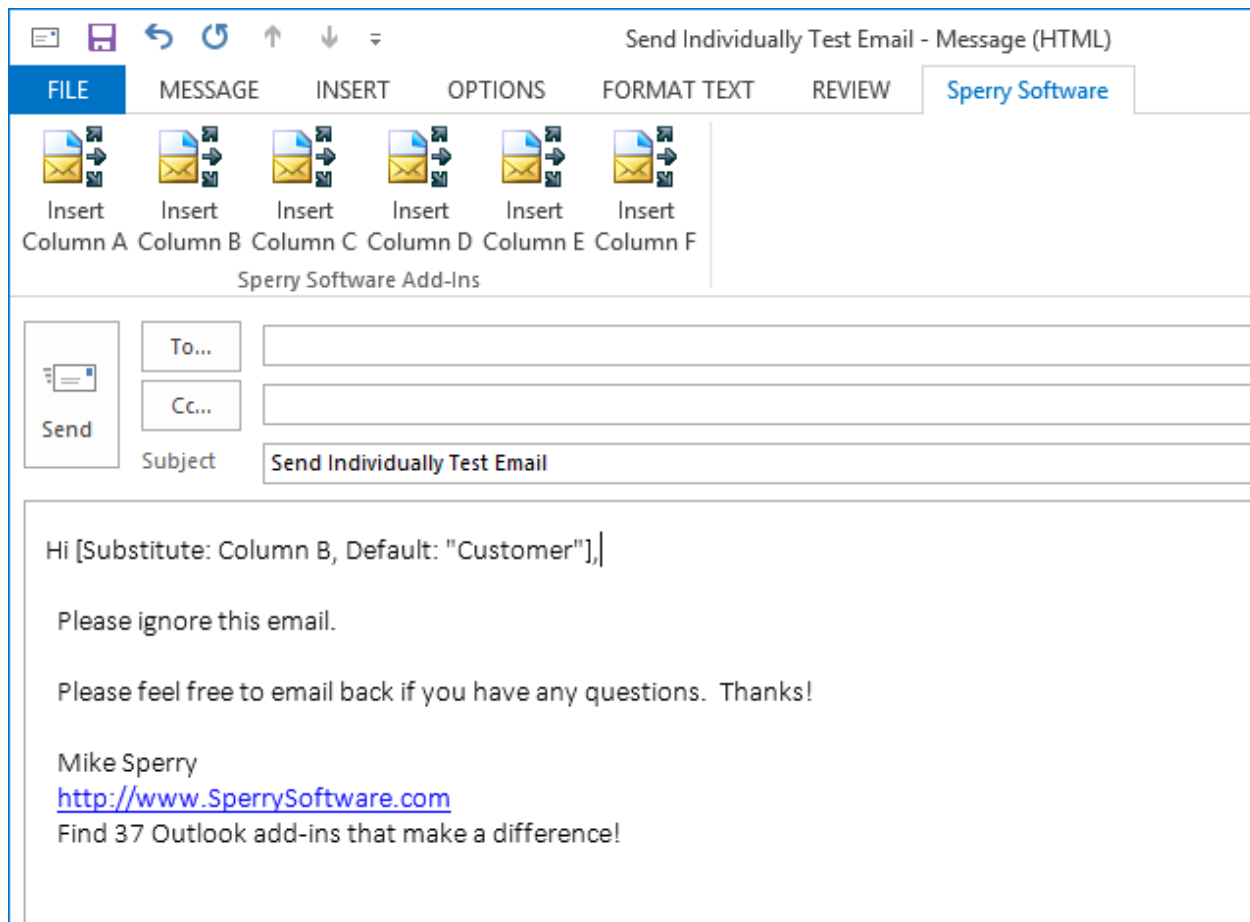 Send Individually Test Email - Message (HTML)
FILE MESSAGE INSERT OPTIONS FORMAT TEXT REVIEW Sperry Software
Insert Insert Insert Insert Insert Insert
Column A Column B Column C Column D Column E Column F
Sperry Software Add-Ins
To...
Cc...
Send
Subject Send Individually Test Email
Hi [Substitute: Column B, Default: "Customer"],
Please ignore this email.
Please feel free to email back if you have any questions.  Thanks!
Mike Sperry
http://www.SperrySoftware.com
Find 37 Outlook add-ins that make a difference!